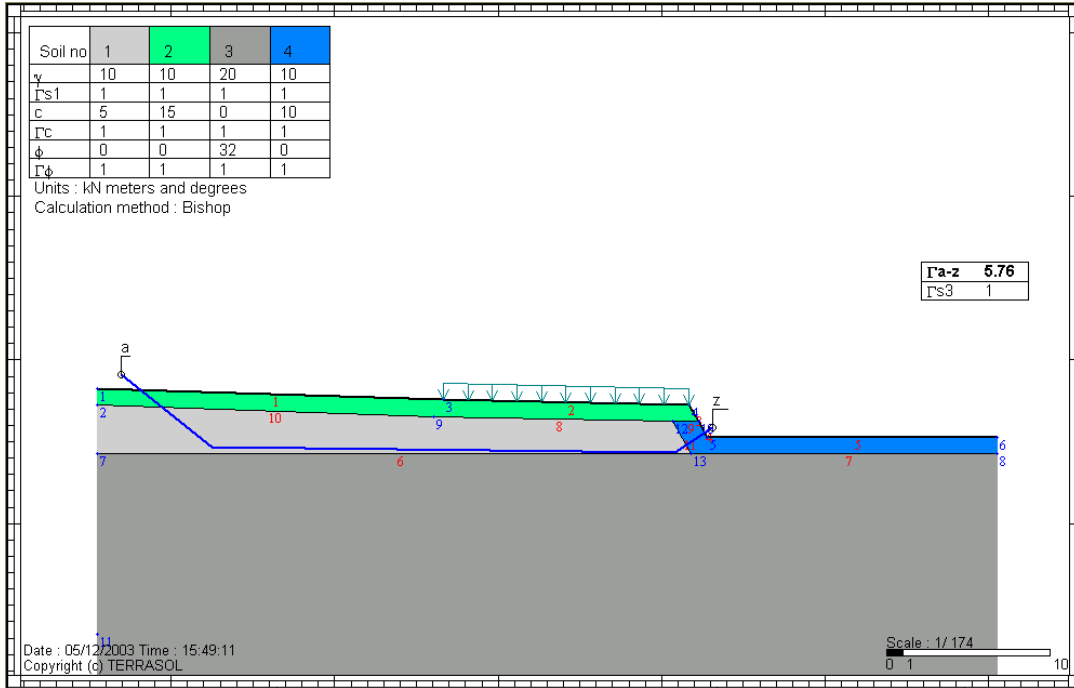 Soil no 1 2 3 4
γ 10 10 20 10
Γs1 1 1 1 1
c 5 15 0 10
Γc 1 1 1 1
ϕ 0 0 32 0
Γϕ 1 1 1 1
Units : kN meters and degrees
Calculation method : Bishop
Γa-z 5.76
Γs3 1
a
z
1 1 3 2 4
2 10 9 8 12 9 5 5 6
7 6 13 7 8
11
Date : 05/12/2003 Time : 15:49:11
Copyright (c) TERRASOL
Scale : 1/ 174
0 1 10